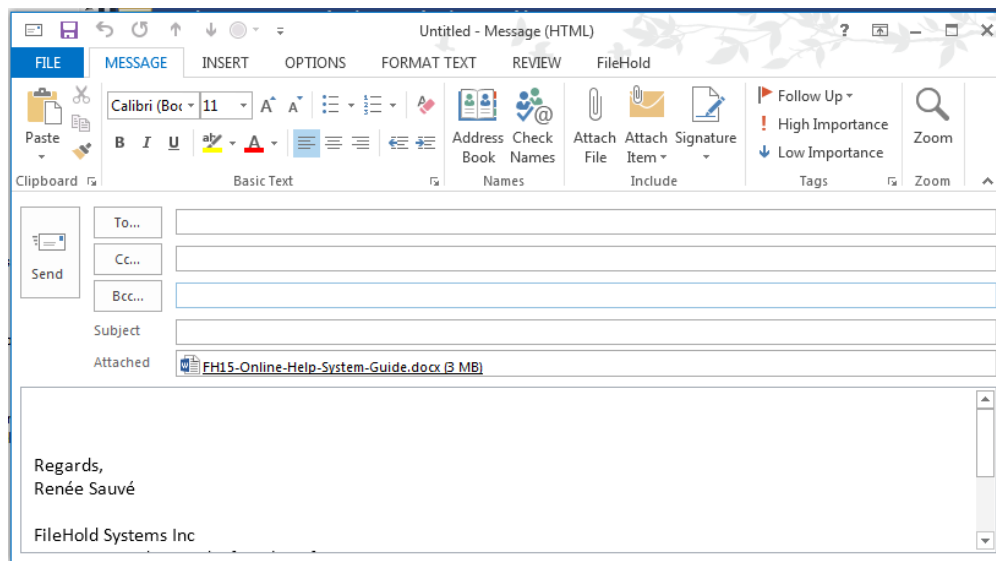 Untitled - Message (HTML)
FILE MESSAGE INSERT OPTIONS FORMAT TEXT REVIEW FileHold
Paste
Calibri (Boc 11
B I U
Address Book
Check Names
Attach File
Attach Item
Signature
Follow Up
High Importance
Low Importance
Zoom
Clipboard Basic Text Names Include Tags Zoom
Send
To...
Cc...
Bcc...
Subject
Attached FH15-Online-Help-System-Guide.docx (3 MB)
Regards,
Renée Sauvé
FileHold Systems Inc